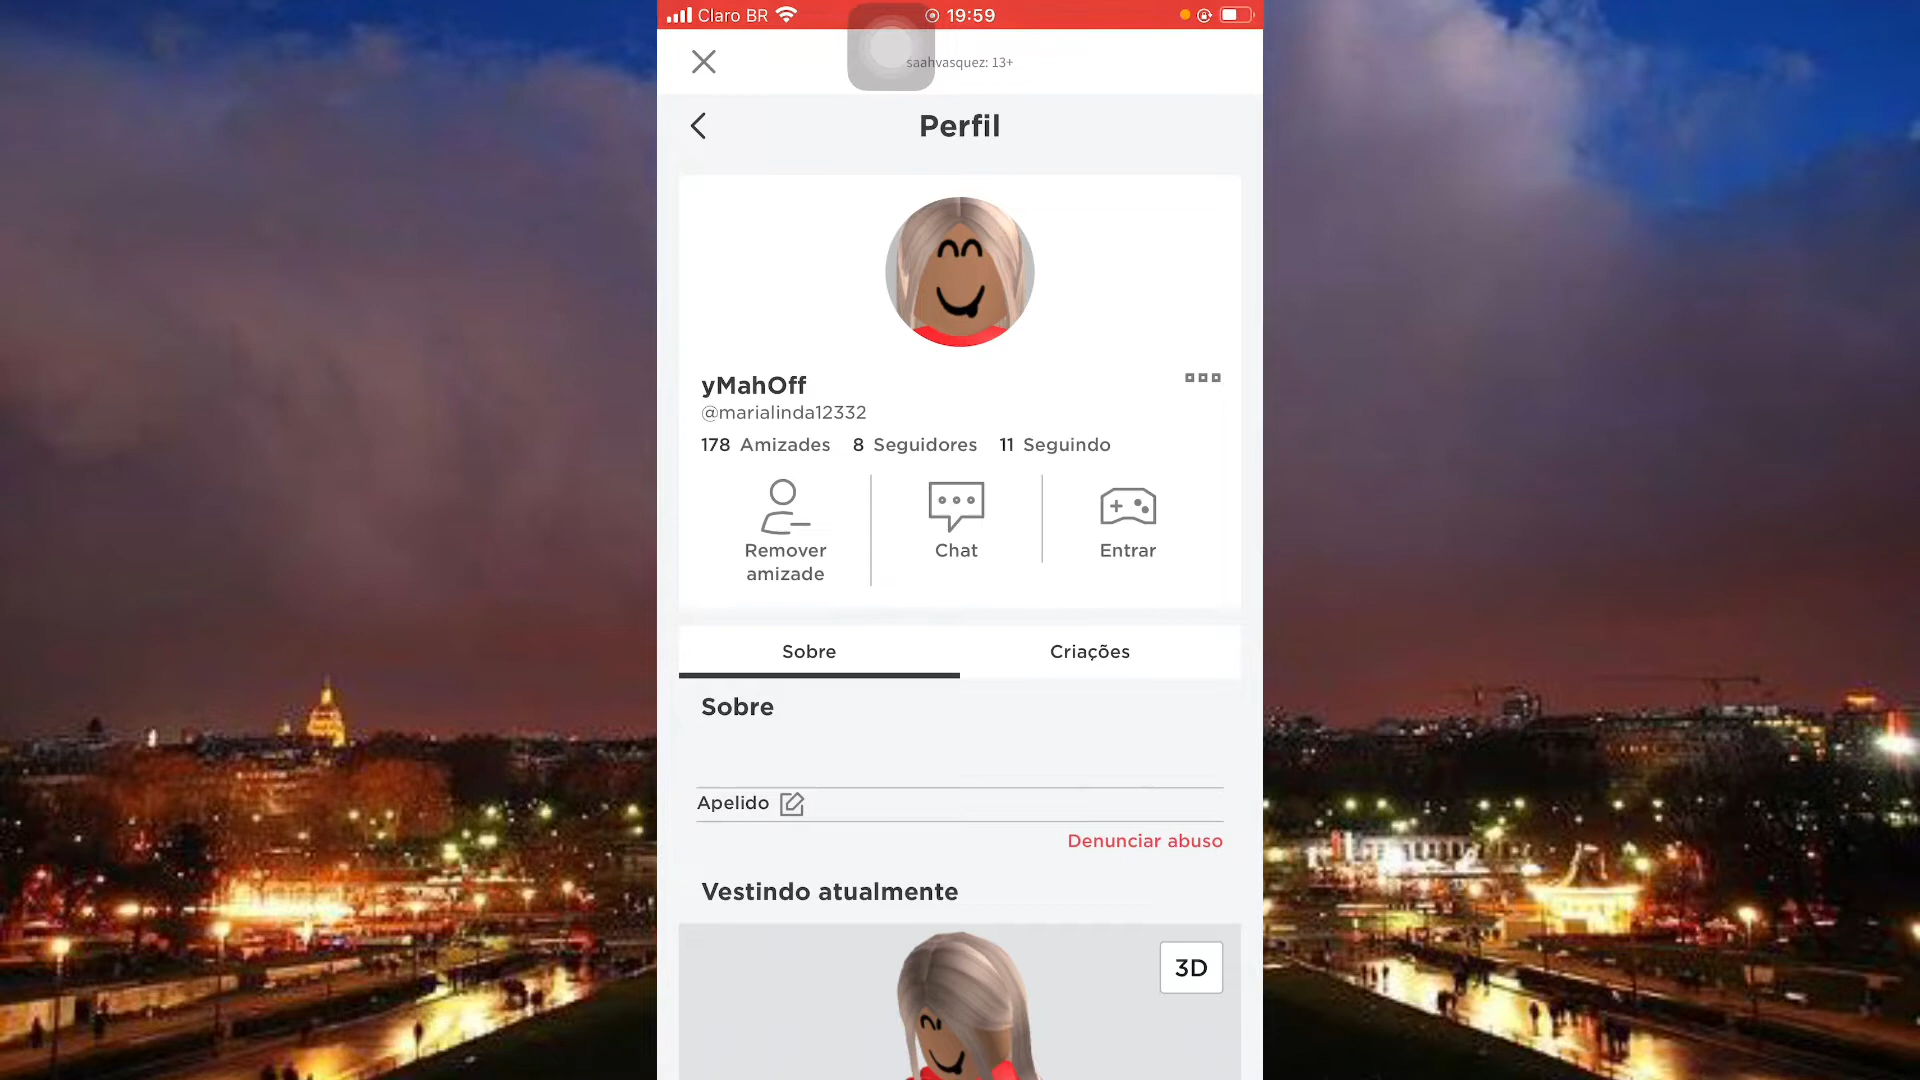 Claro BR 19:59
saahvasquez: 13+
Perfil
yMahOff
@marialinda12332
178 Amizades 8 Seguidores 11 Seguindo
Remover amizade
Chat
Entrar
Sobre Criações
Sobre
Apelido
Denunciar abuso
Vestindo atualmente
3D